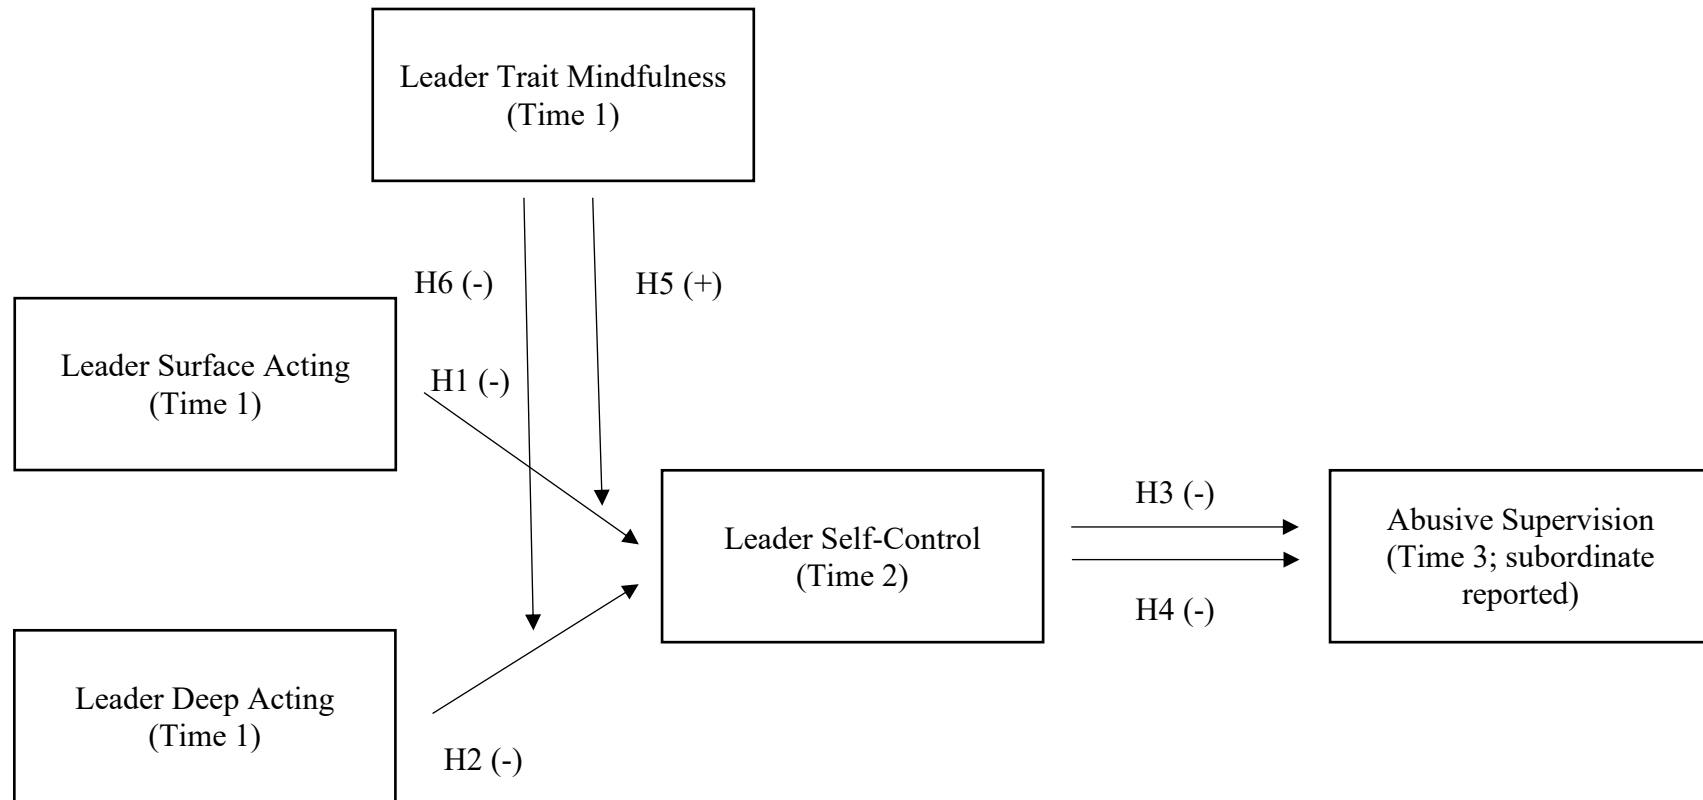 Leader Trait Mindfulness
(Time 1)
H6 (-)
H5 (+)
Leader Surface Acting
(Time 1)
H1 (-)
Leader Self-Control
(Time 2)
H3 (-)
H4 (-)
Abusive Supervision
(Time 3; subordinate
reported)
Leader Deep Acting
(Time 1)
H2 (-)